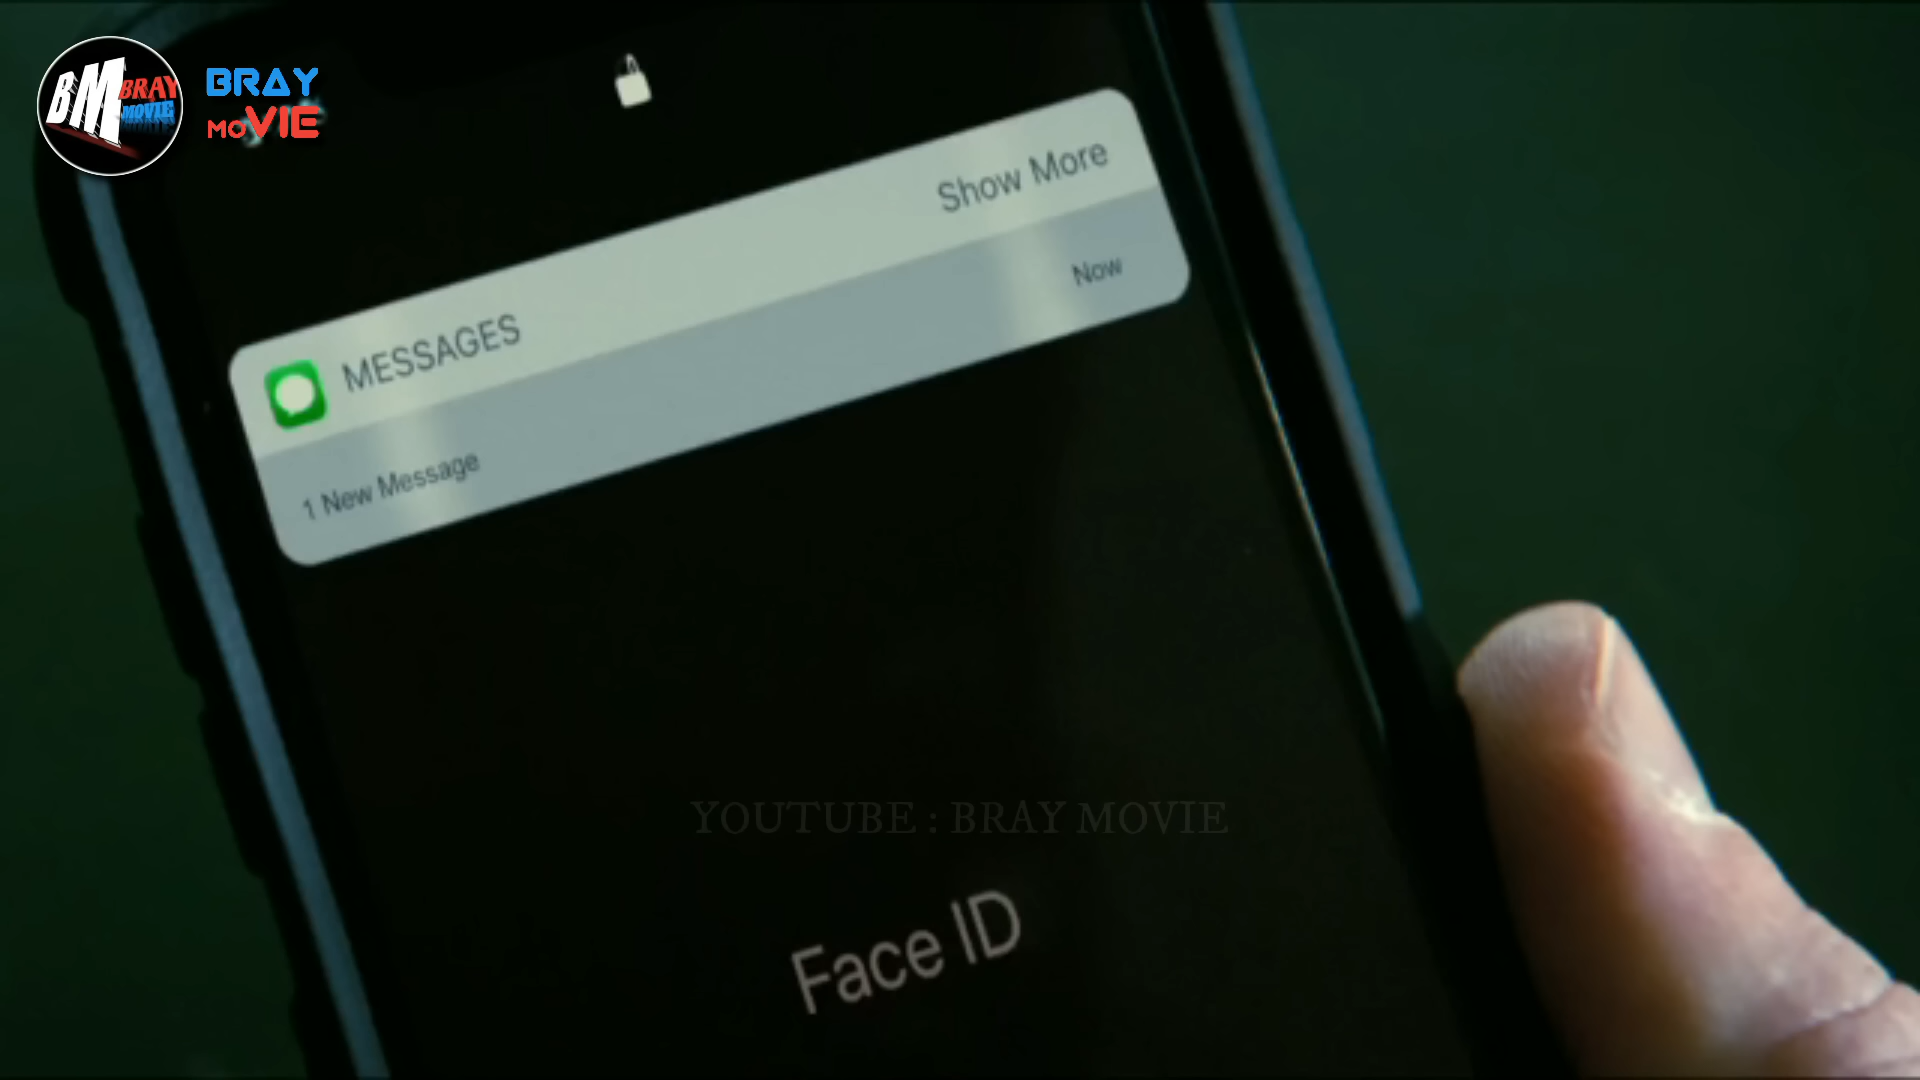 BM BRAY
MOVIE
BRAY
MOVIE
Show More
MESSAGES
Now
1 New Message
YOUTUBE : BRAY MOVIE
Face ID